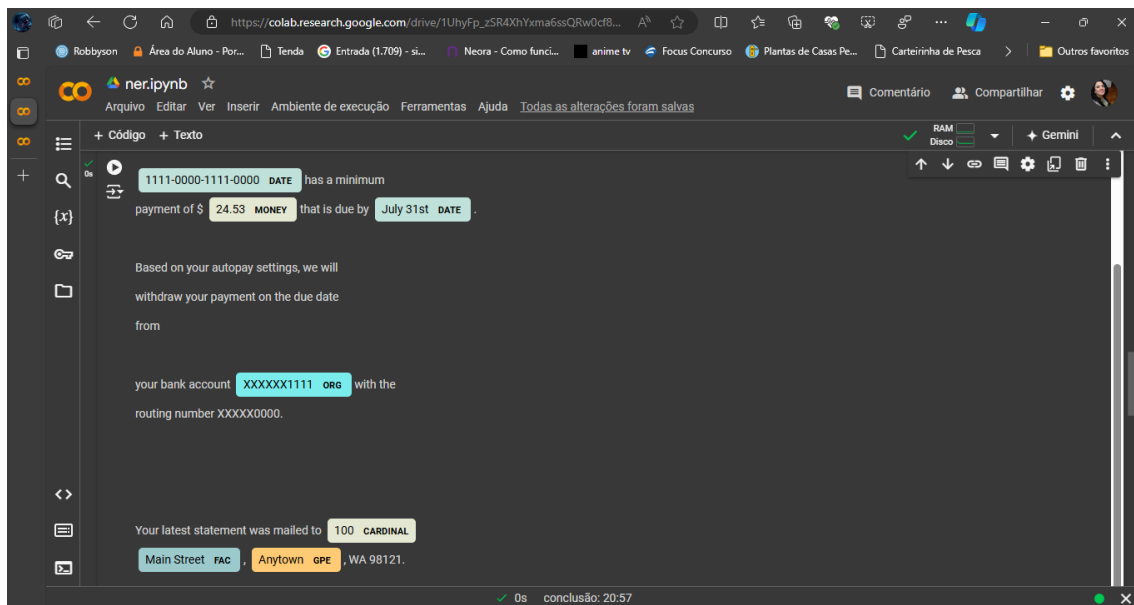 https://colab.research.google.com/drive/1UhyFp_zSR4XhYxma6ssQRw0cf8...
Robbyson Área do Aluno - Por... Tenda Entrada (1.709) - si... Neora - Como funci... anime tv Focus Concurso Plantas de Casas Pe... Carteirinha de Pesca Outros favoritos
ner.ipynb
Comentário Compartilhar
Arquivo Editar Ver Inserir Ambiente de execução Ferramentas Ajuda Todas as alterações foram salvas
+ Código + Texto RAM Disco Gemini
0s
1111-0000-1111-0000 DATE has a minimum
payment of $ 24.53 MONEY that is due by July 31st DATE .
Based on your autopay settings, we will
withdraw your payment on the due date
from
your bank account XXXXXX1111 ORG with the
routing number XXXXX0000.
Your latest statement was mailed to 100 CARDINAL
Main Street FAC , Anytown GPE , WA 98121.
0s conclusão: 20:57